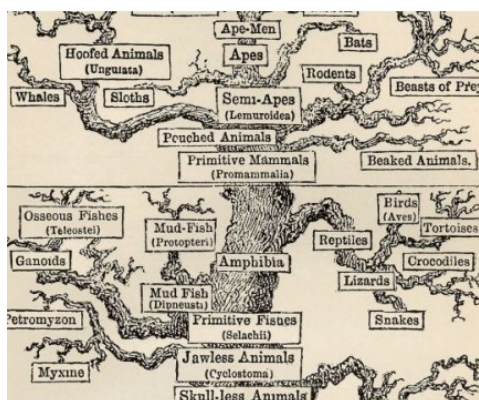 Ape-Men
Bats
Hoofed Animals
(Ungulata)
Apes
Rodents
Beasts of Prey
Whales
Sloths
Semi-Apes
(Lemuroidea)
Pouched Animals
Primitive Mammals
(Promammalia)
Beaked Animals.
Osseous Fishes
(Teleostei)
Mud-Fish
(Protopteri)
Birds
(Aves)
Tortoises
Reptiles
Ganoids
Amphibia
Crocodiles
Lizards
Mud Fish
(Dipneusti)
Petromyzon
Primitive Fishes
(Selachii)
Snakes
Jawless Animals
(Cyclostoma)
Myxine
Skull-less Animals